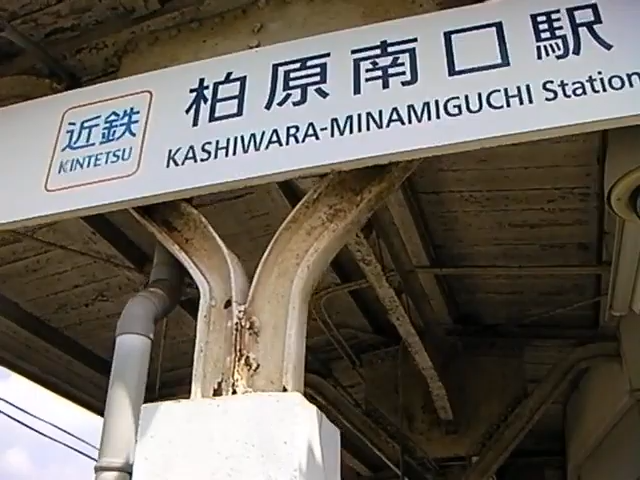 近鉄
KINTETSU
柏原南口駅
KASHIWARA-MINAMIGUCHI Station